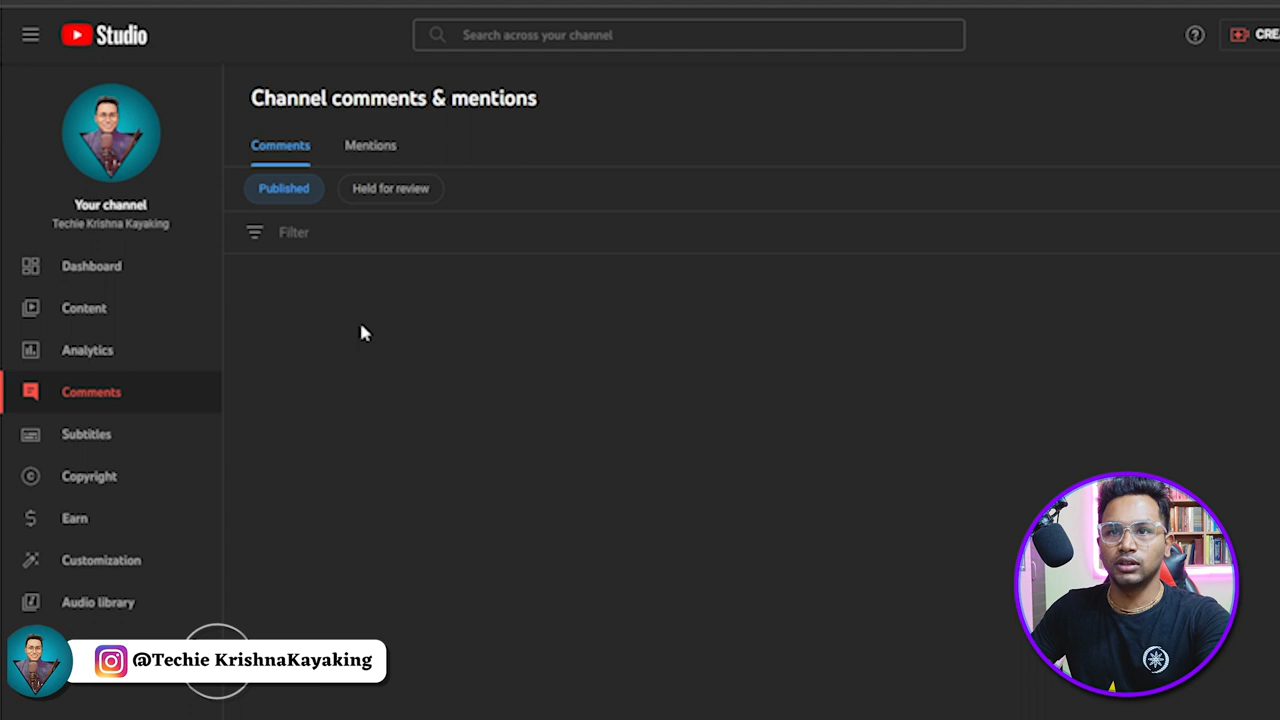 Studio
Search across your channel
CREA
Channel comments & mentions
Comments
Mentions
Published
Held for review
Filter
Your channel
Techie Krishna Kayaking
Dashboard
Content
Analytics
Comments
Subtitles
Copyright
Earn
Customization
Audio library
@Techie KrishnaKayaking